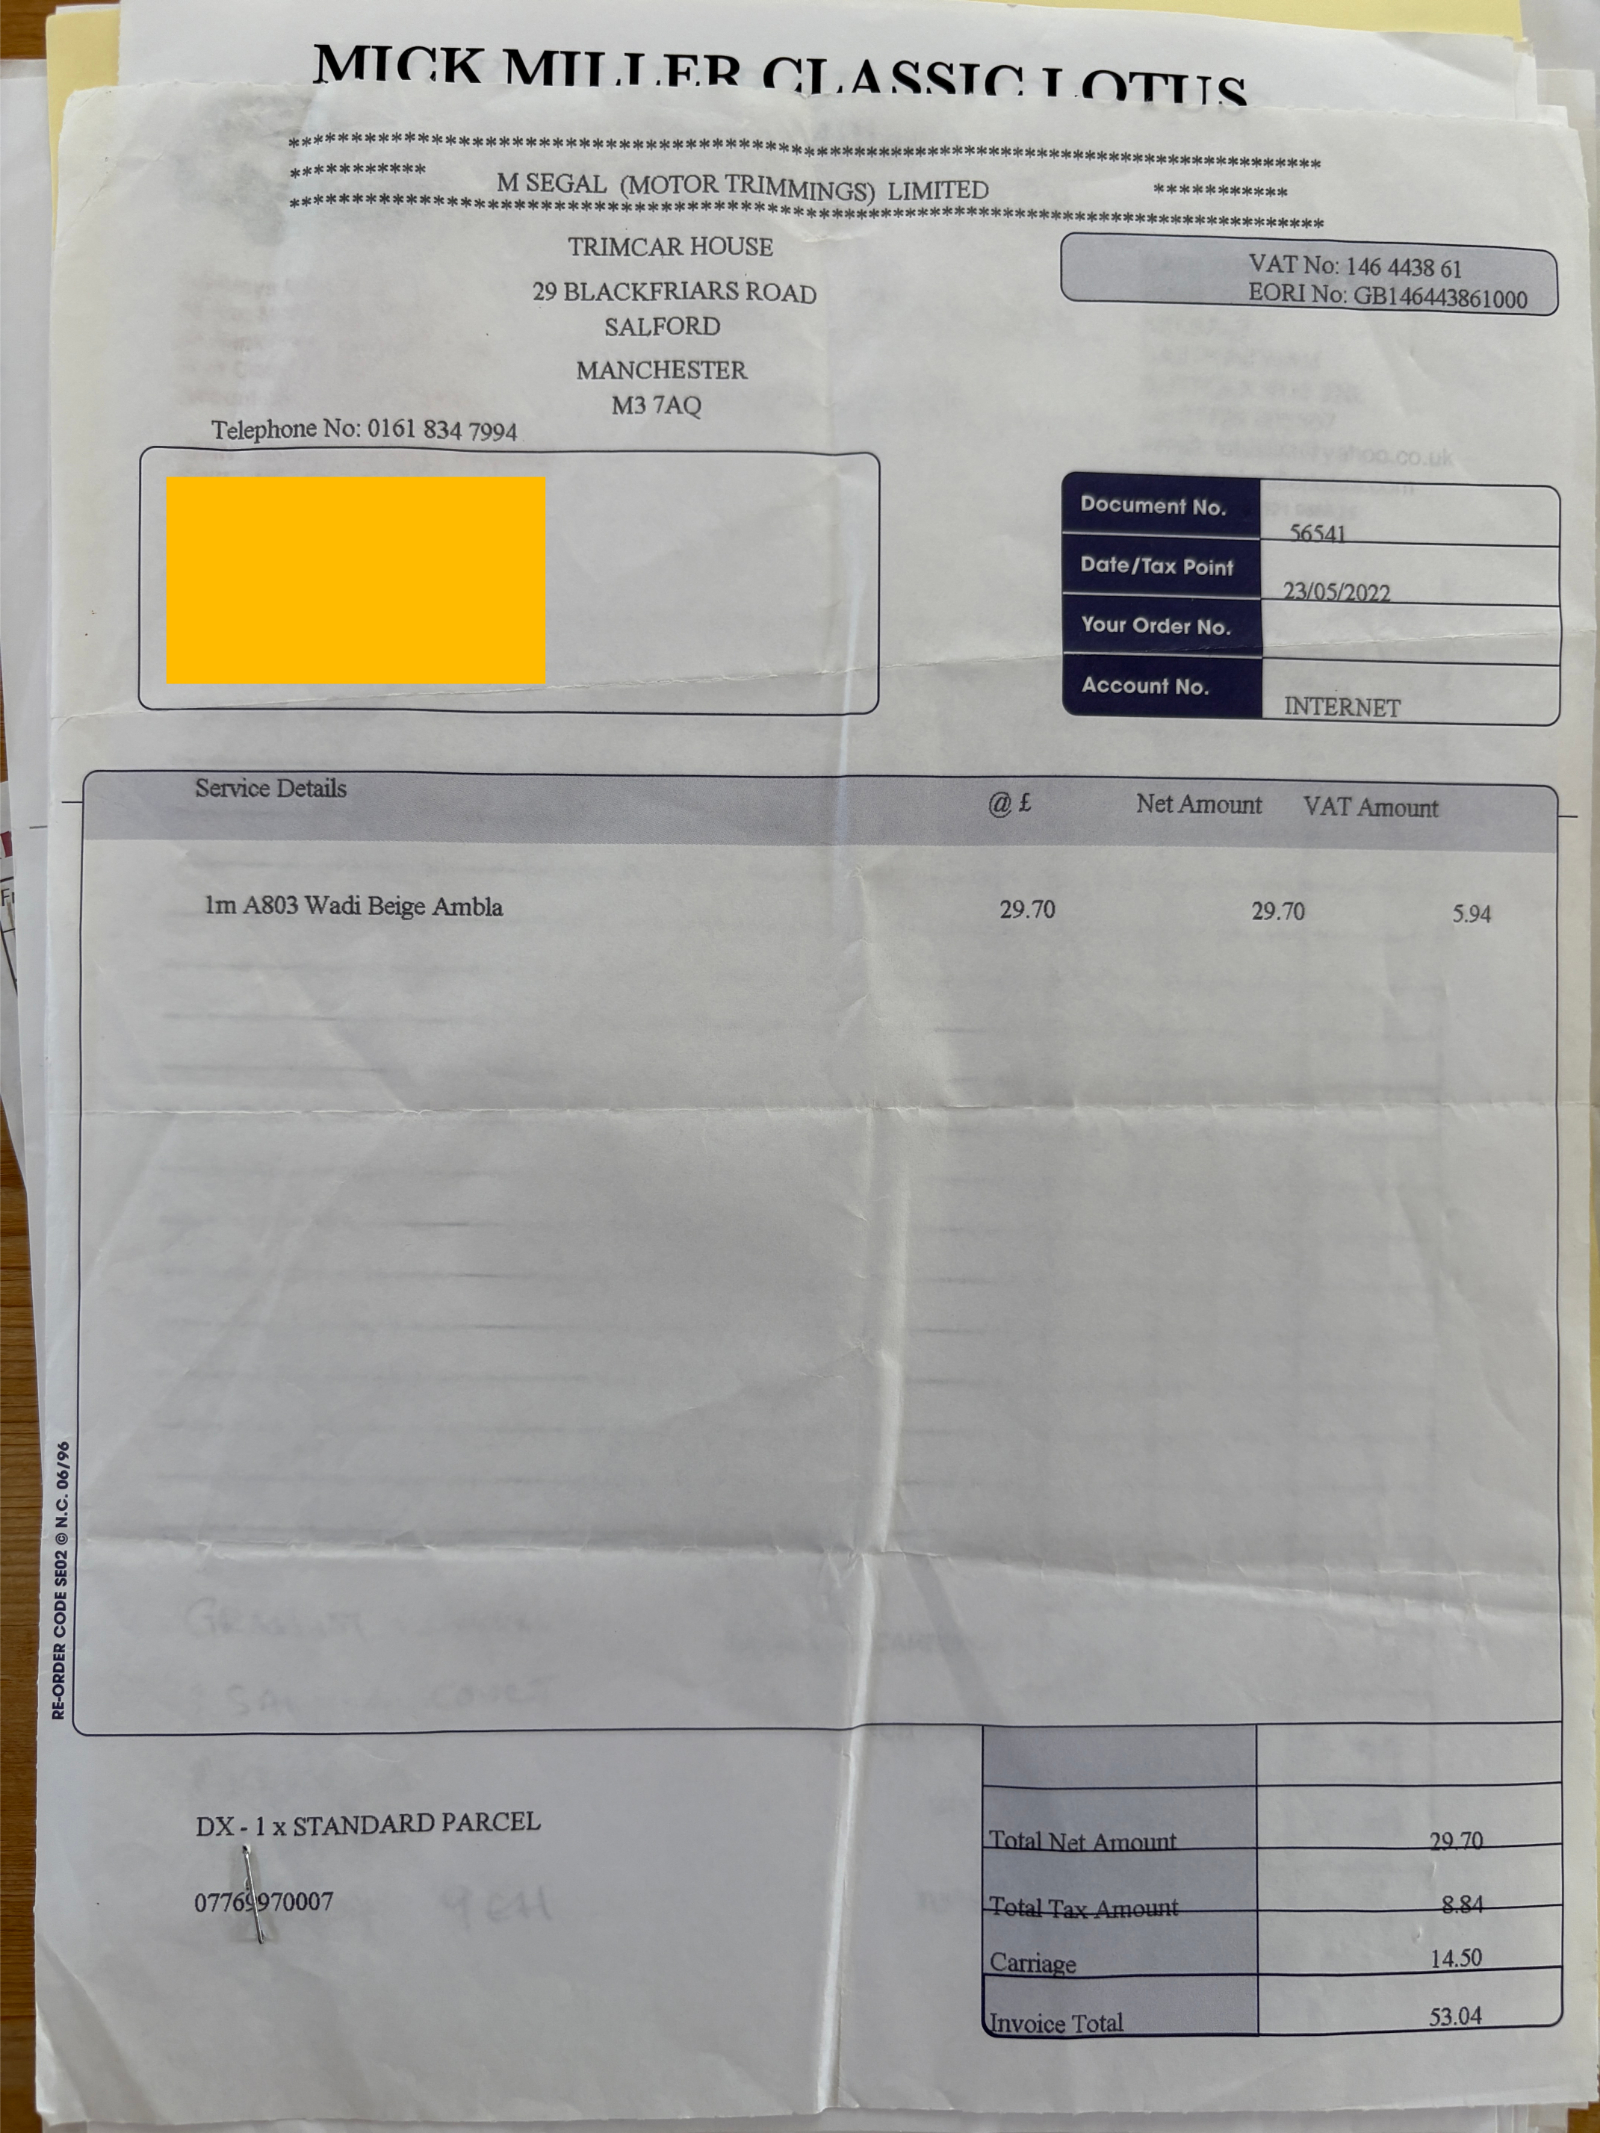 MICK MILLER CLASSIC LOTUS
************************************************************************************
*********** M SEGAL (MOTOR TRIMMINGS) LIMITED ***********
************************************************************************************
TRIMCAR HOUSE
29 BLACKFRIARS ROAD
SALFORD
MANCHESTER
M3 7AQ
VAT No: 146 4438 61
EORI No: GB146443861000
Telephone No: 0161 834 7994
Document No. 56541
Date/Tax Point 23/05/2022
Your Order No.
Account No. INTERNET
Service Details @ £ Net Amount VAT Amount
1m A803 Wadi Beige Ambla 29.70 29.70 5.94
RE-ORDER CODE SE02 © N.C. 06/96
DX - 1 x STANDARD PARCEL
07769970007
Total Net Amount 29.70
Total Tax Amount 8.84
Carriage 14.50
Invoice Total 53.04